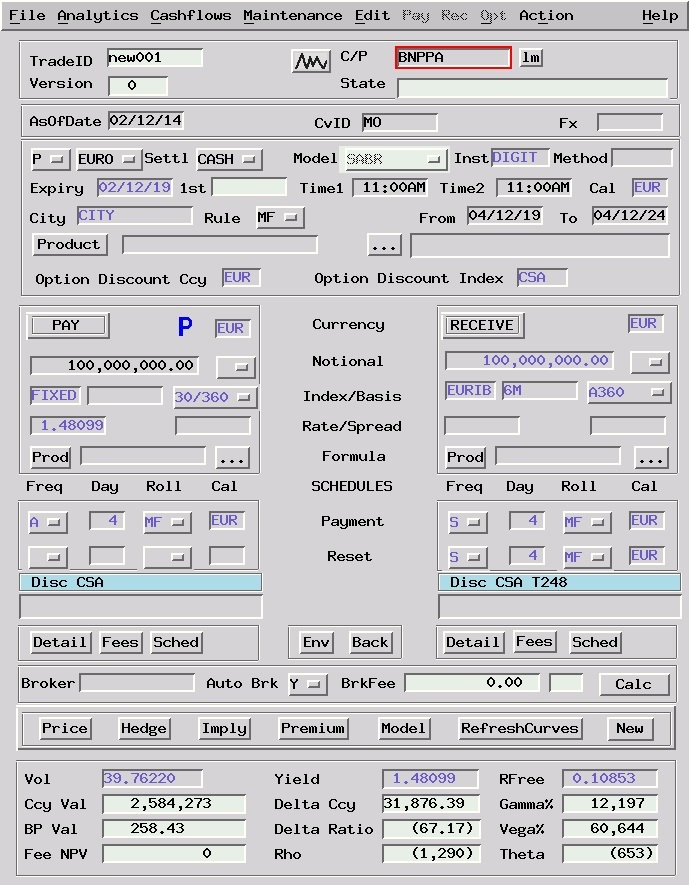 File Analytics Cashflows Maintenance Edit Pay Rec Opt Action Help
TradeID new001 C/P BNPPA lm
Version 0 State
AsOfDate 02/12/14 CvID MO Fx
P EURO Settl CASH Model SABR Inst DIGIT Method
Expiry 02/12/19 1st Time1 11:00AM Time2 11:00AM Cal EUR
City CITY Rule MF From 04/12/19 To 04/12/24
Product ...
Option Discount Ccy EUR Option Discount Index CSA
PAY P EUR Currency RECEIVE EUR
100,000,000.00 Notional 100,000,000.00
FIXED 30/360 Index/Basis EURIB 6M A360
1.48099 Rate/Spread
Prod ... Formula Prod ...
Freq Day Roll Cal SCHEDULES Freq Day Roll Cal
A 4 MF EUR Payment S 4 MF EUR
Reset S 4 MF EUR
Disc CSA Disc CSA T248
Detail Fees Sched Env Back Detail Fees Sched
Broker Auto Brk Y BrkFee 0.00 Calc
Price Hedge Imply Premium Model RefreshCurves New
Vol 39.76220 Yield 1.48099 RFree 0.10853
Ccy Val 2,584,273 Delta Ccy 31,876.39 Gamma% 12,197
BP Val 258.43 Delta Ratio (67.17) Vega% 60,644
Fee NPV 0 Rho (1,290) Theta (653)